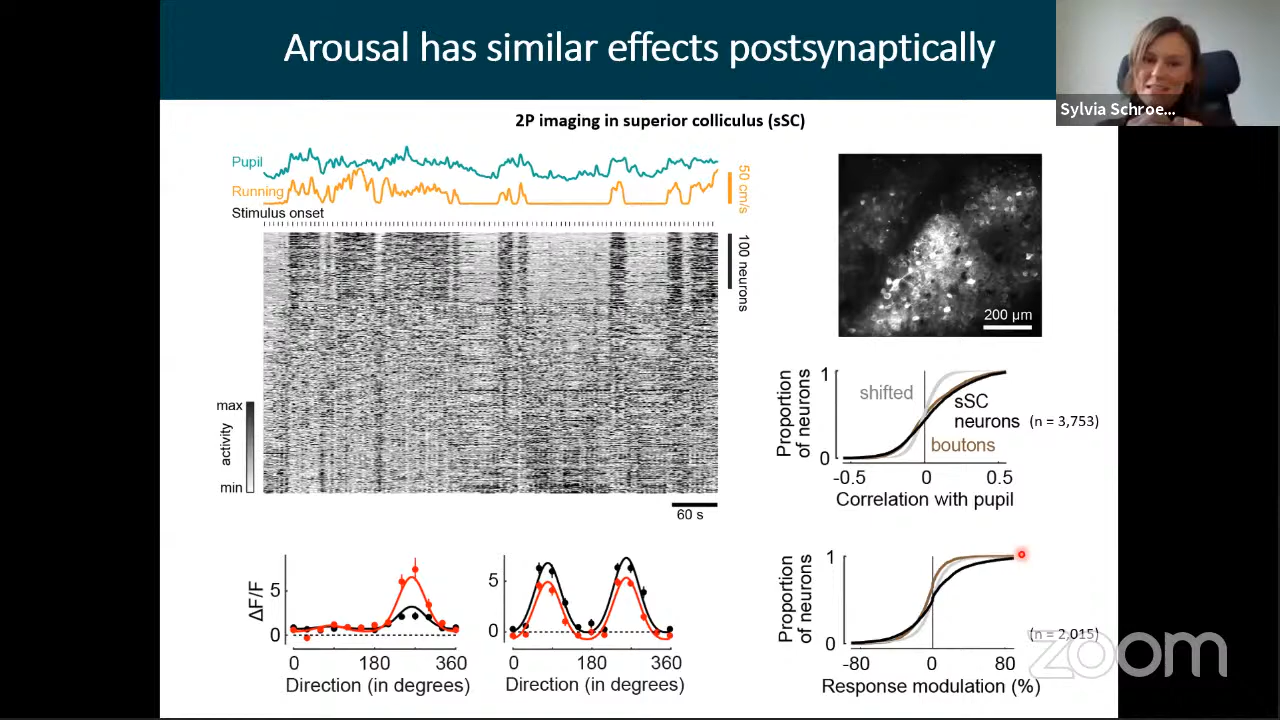 Arousal has similar effects postsynaptically
Sylvia Schroe...
2P imaging in superior colliculus (sSC)
Pupil
Running
50 cm/s
Stimulus onset
100 neurons
max
activity
min
60 s
200 µm
Proportion
of neurons
1
0
shifted
sSC
neurons
(n = 3,753)
boutons
-0.5
0
0.5
Correlation with pupil
ΔF/F
5
0
0
180
360
Direction (in degrees)
5
0
0
180
360
Direction (in degrees)
Proportion
of neurons
1
0
(n = 2,015)
-80
0
80
Response modulation (%)
zoom